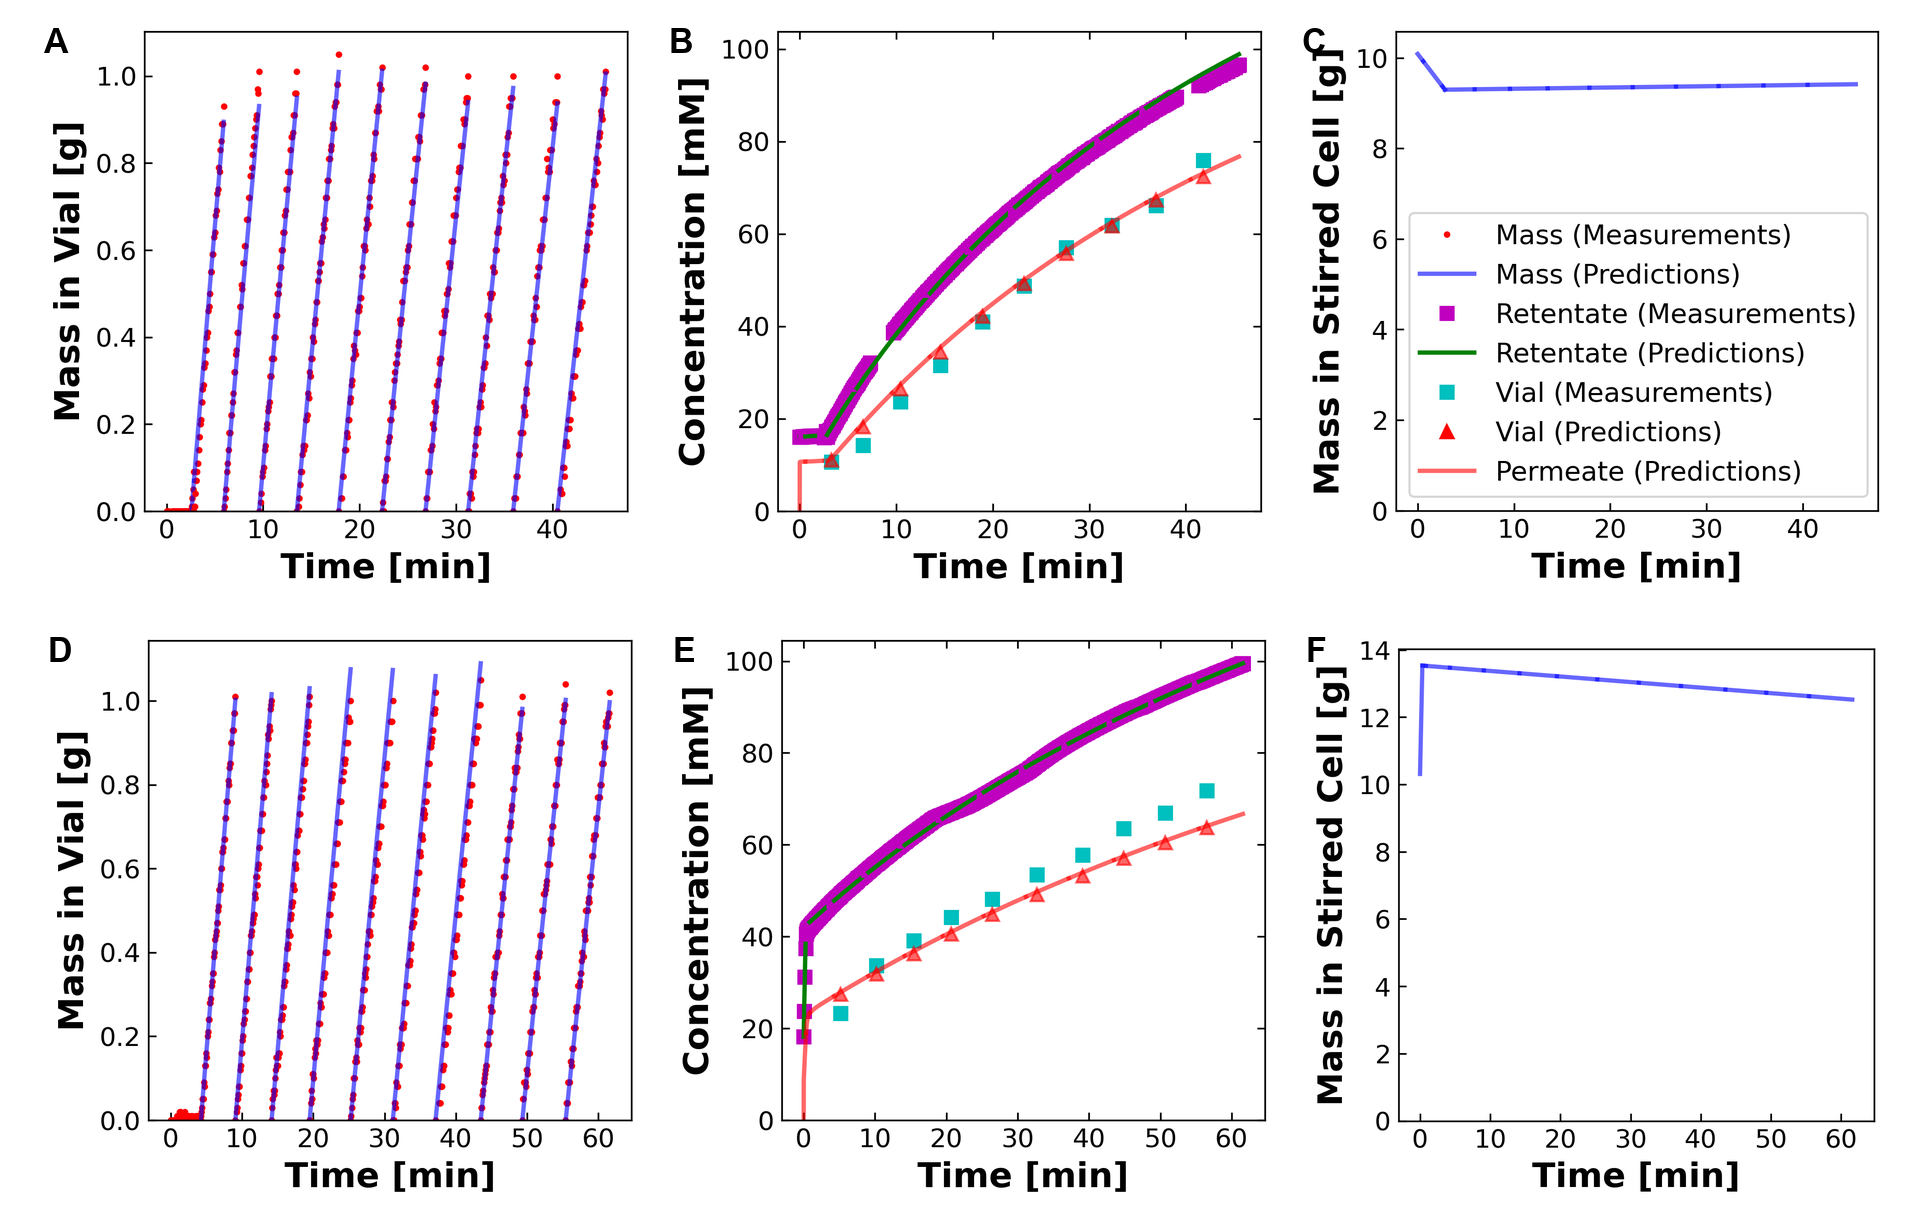 A
Mass in Vial [g]
1.0
0.8
0.6
0.4
0.2
0.0
0 10 20 30 40
Time [min]
B
Concentration [mM]
100
80
60
40
20
0
0 10 20 30 40
Time [min]
C
Mass in Stirred Cell [g]
10
8
6
4
2
0
Mass (Measurements)
Mass (Predictions)
Retentate (Measurements)
Retentate (Predictions)
Vial (Measurements)
Vial (Predictions)
Permeate (Predictions)
0 10 20 30 40
Time [min]
D
Mass in Vial [g]
1.0
0.8
0.6
0.4
0.2
0.0
0 10 20 30 40 50 60
Time [min]
E
Concentration [mM]
100
80
60
40
20
0
0 10 20 30 40 50 60
Time [min]
F
Mass in Stirred Cell [g]
14
12
10
8
6
4
2
0
0 10 20 30 40 50 60
Time [min]